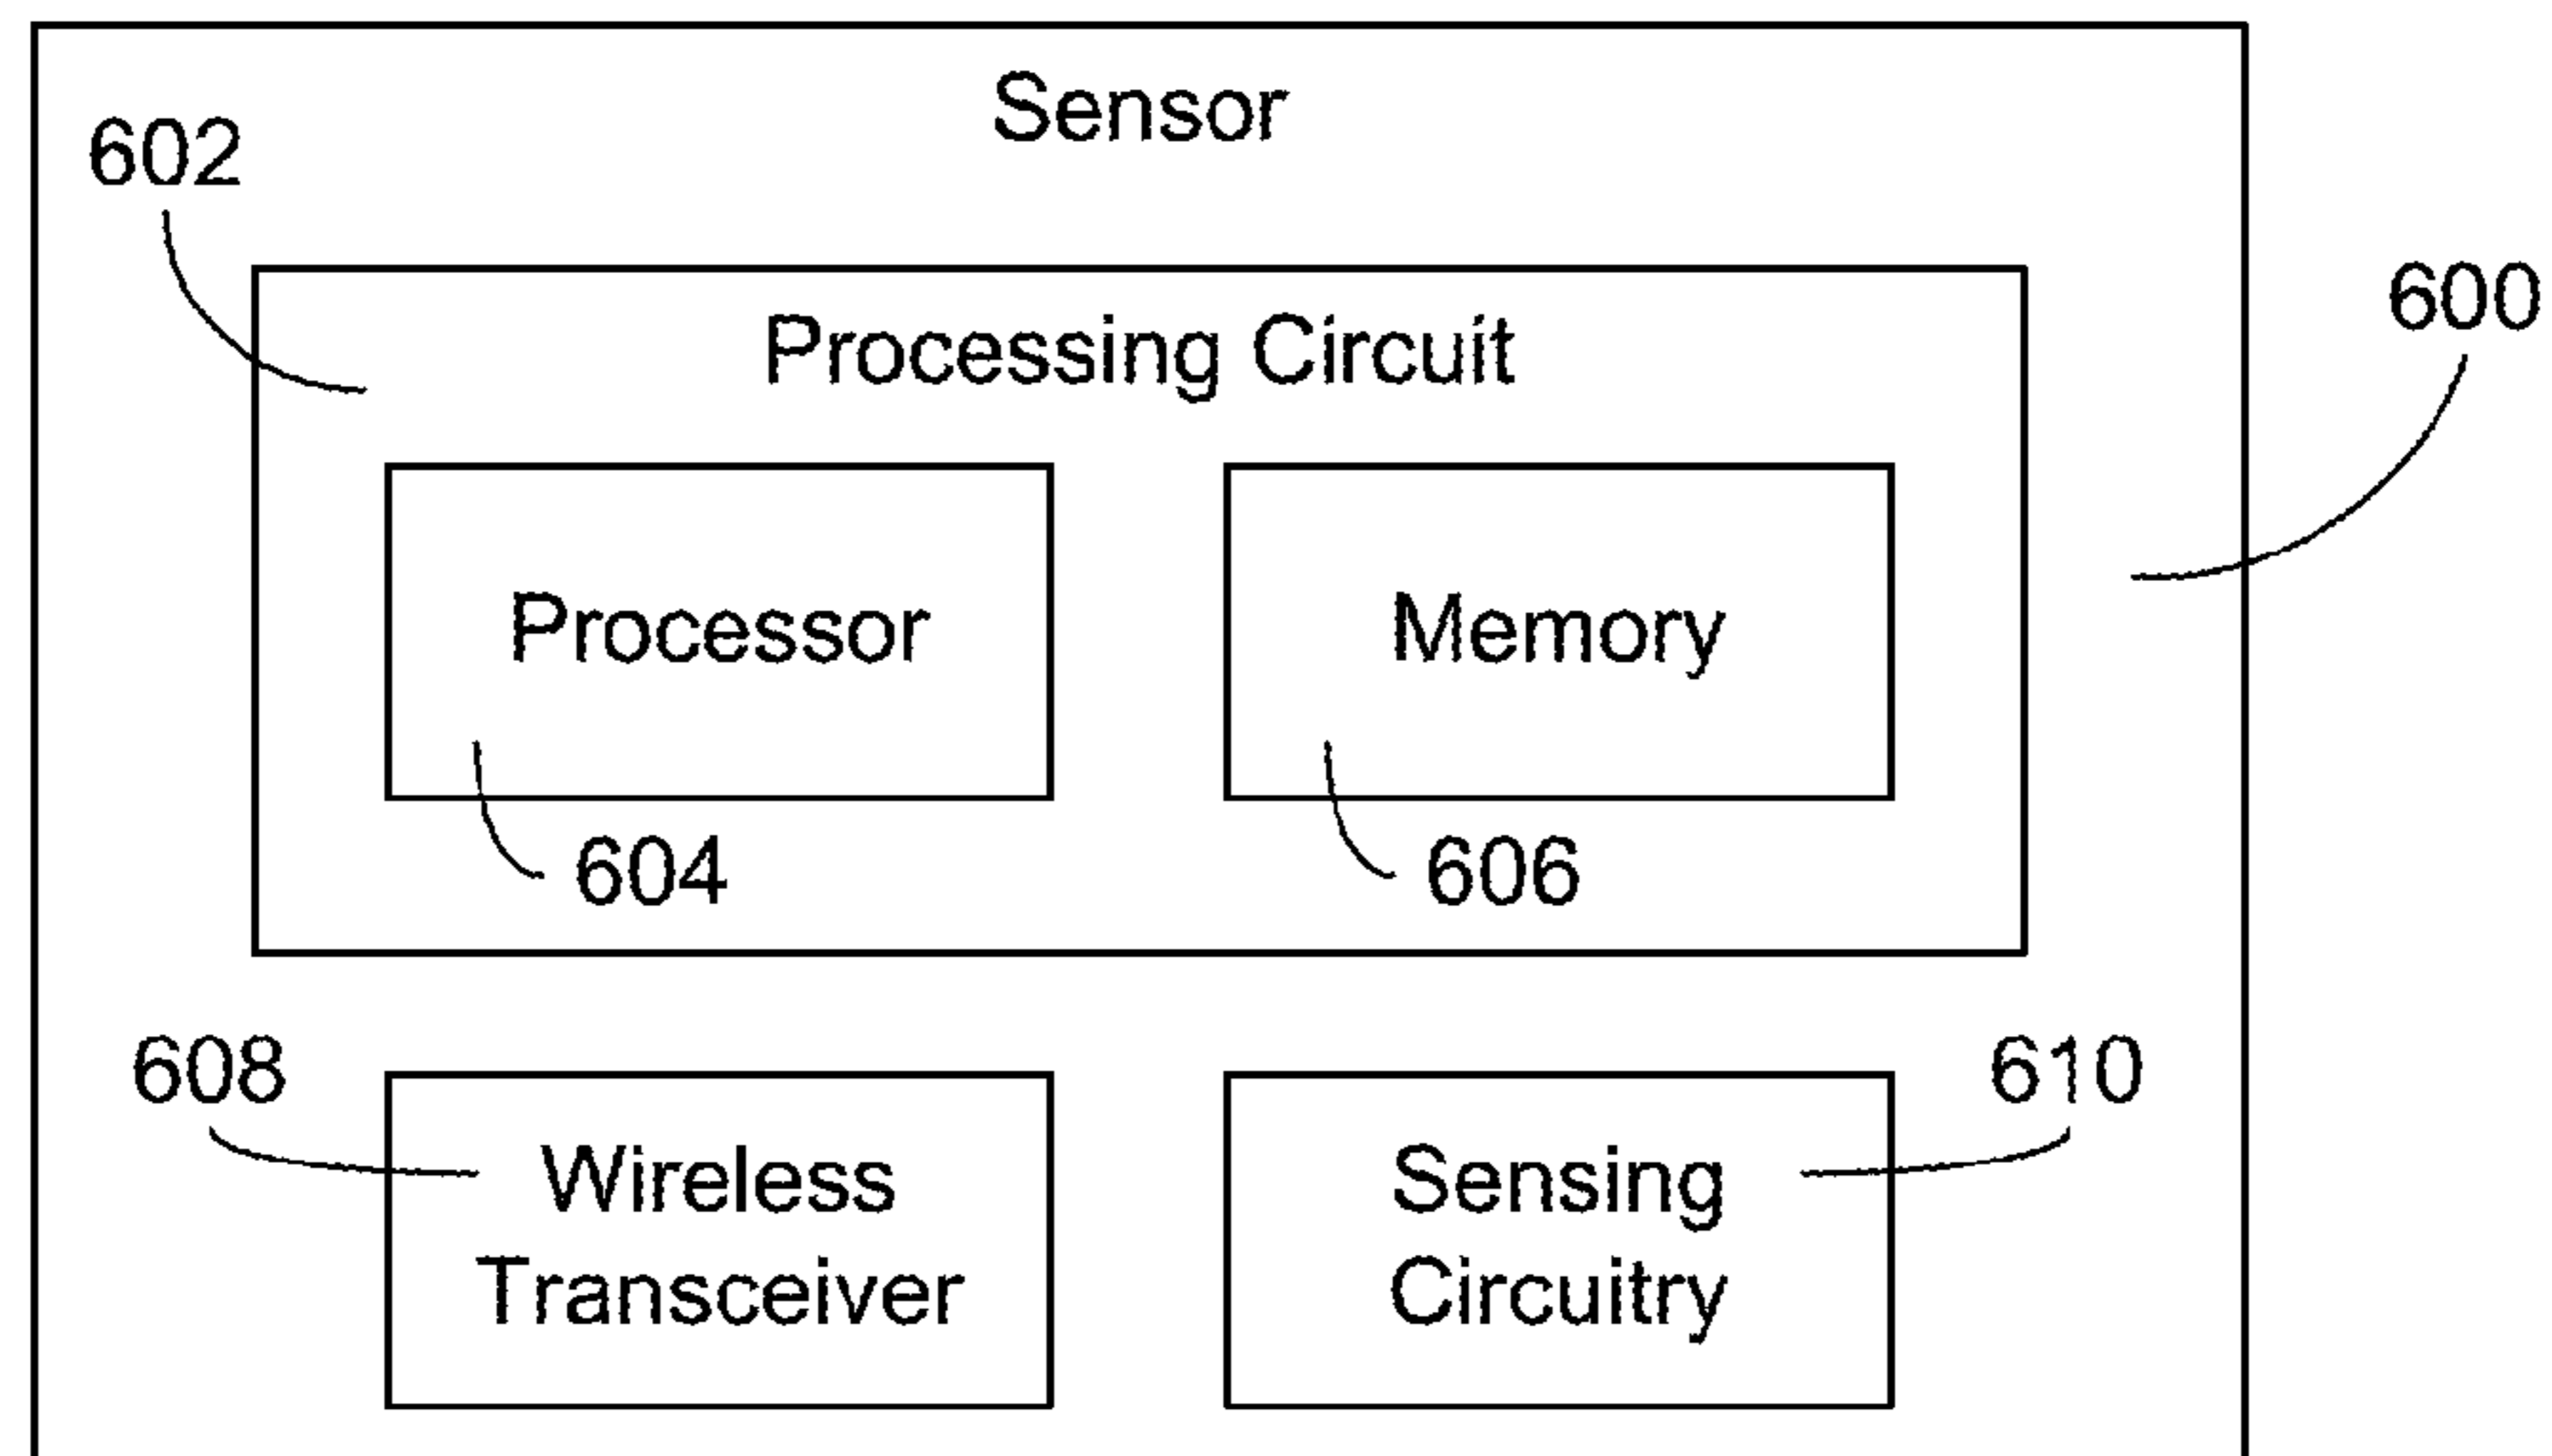 Sensor
602
600
Processing Circuit
Processor
Memory
604
606
608
610
Wireless
Transceiver
Sensing
Circuitry